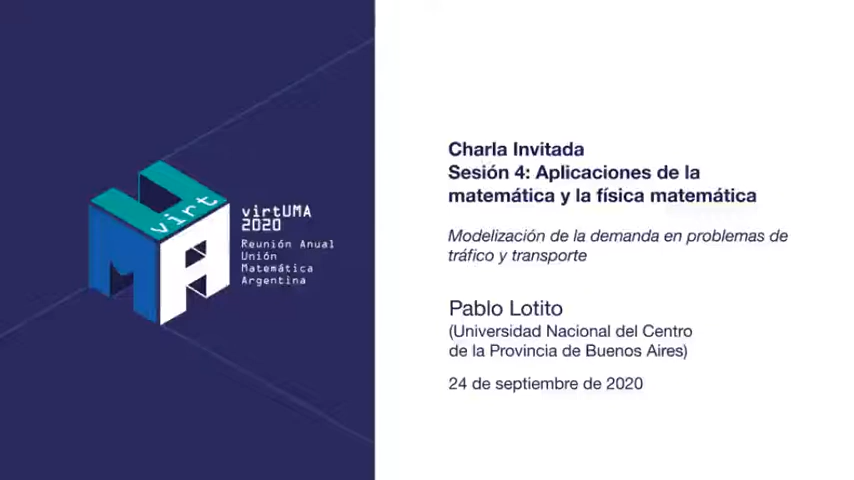 virt
UMA
virtUMA
2020
Reunión Anual
Unión
Matemática
Argentina
Charla Invitada
Sesión 4: Aplicaciones de la
matemática y la física matemática
Modelización de la demanda en problemas de
tráfico y transporte
Pablo Lotito
(Universidad Nacional del Centro
de la Provincia de Buenos Aires)
24 de septiembre de 2020